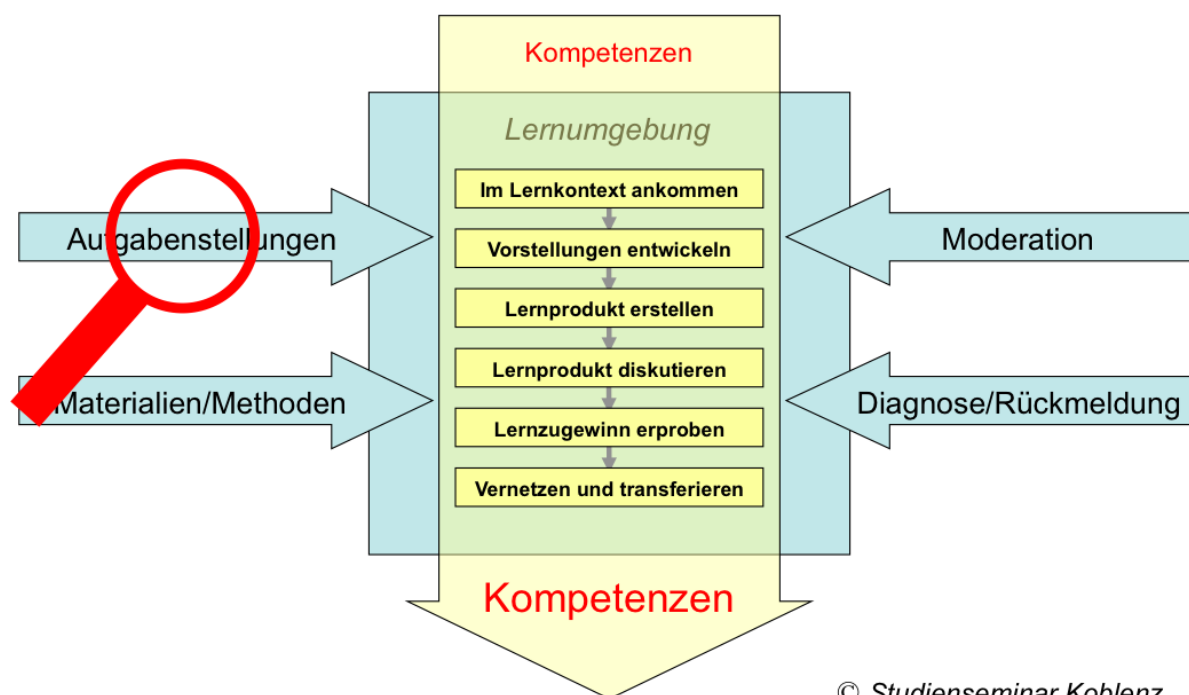 Kompetenzen
Lernumgebung
Im Lernkontext ankommen
Aufgabenstellungen
Moderation
Vorstellungen entwickeln
Lernprodukt erstellen
Lernprodukt diskutieren
Materialien/Methoden
Diagnose/Rückmeldung
Lernzugewinn erproben
Vernetzen und transferieren
Kompetenzen
© Studienseminar Koblenz